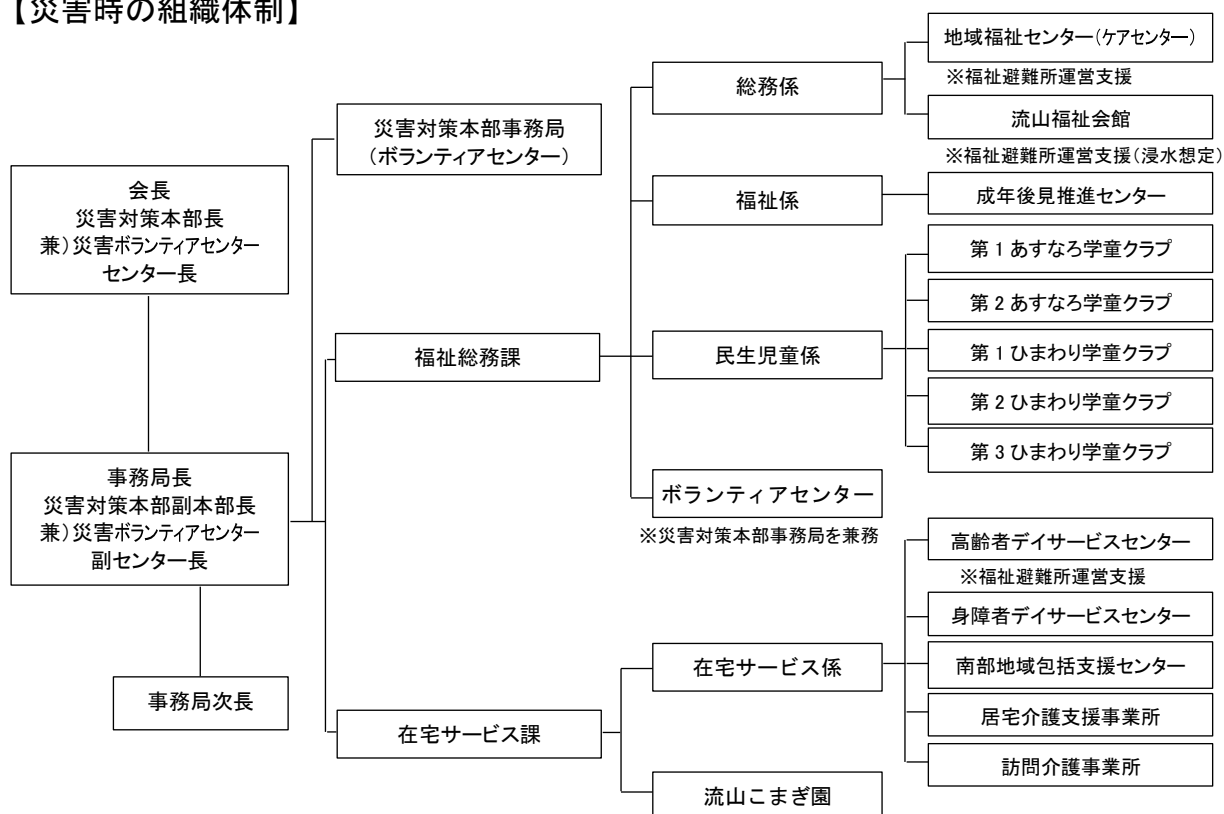 【災害時の組織体制】
会長
災害対策本部長
兼)災害ボランティアセンター
センター長
事務局長
災害対策本部副本部長
兼)災害ボランティアセンター
副センター長
事務局次長
災害対策本部事務局
(ボランティアセンター)
福祉総務課
在宅サービス課
総務係
福祉係
民生児童係
ボランティアセンター
※災害対策本部事務局を兼務
在宅サービス係
流山こまぎ園
地域福祉センター(ケアセンター)
※福祉避難所運営支援
流山福祉会館
※福祉避難所運営支援(浸水想定)
成年後見推進センター
第1あすなろ学童クラブ
第2あすなろ学童クラブ
第1ひまわり学童クラブ
第2ひまわり学童クラブ
第3ひまわり学童クラブ
高齢者デイサービスセンター
※福祉避難所運営支援
身障者デイサービスセンター
南部地域包括支援センター
居宅介護支援事業所
訪問介護事業所